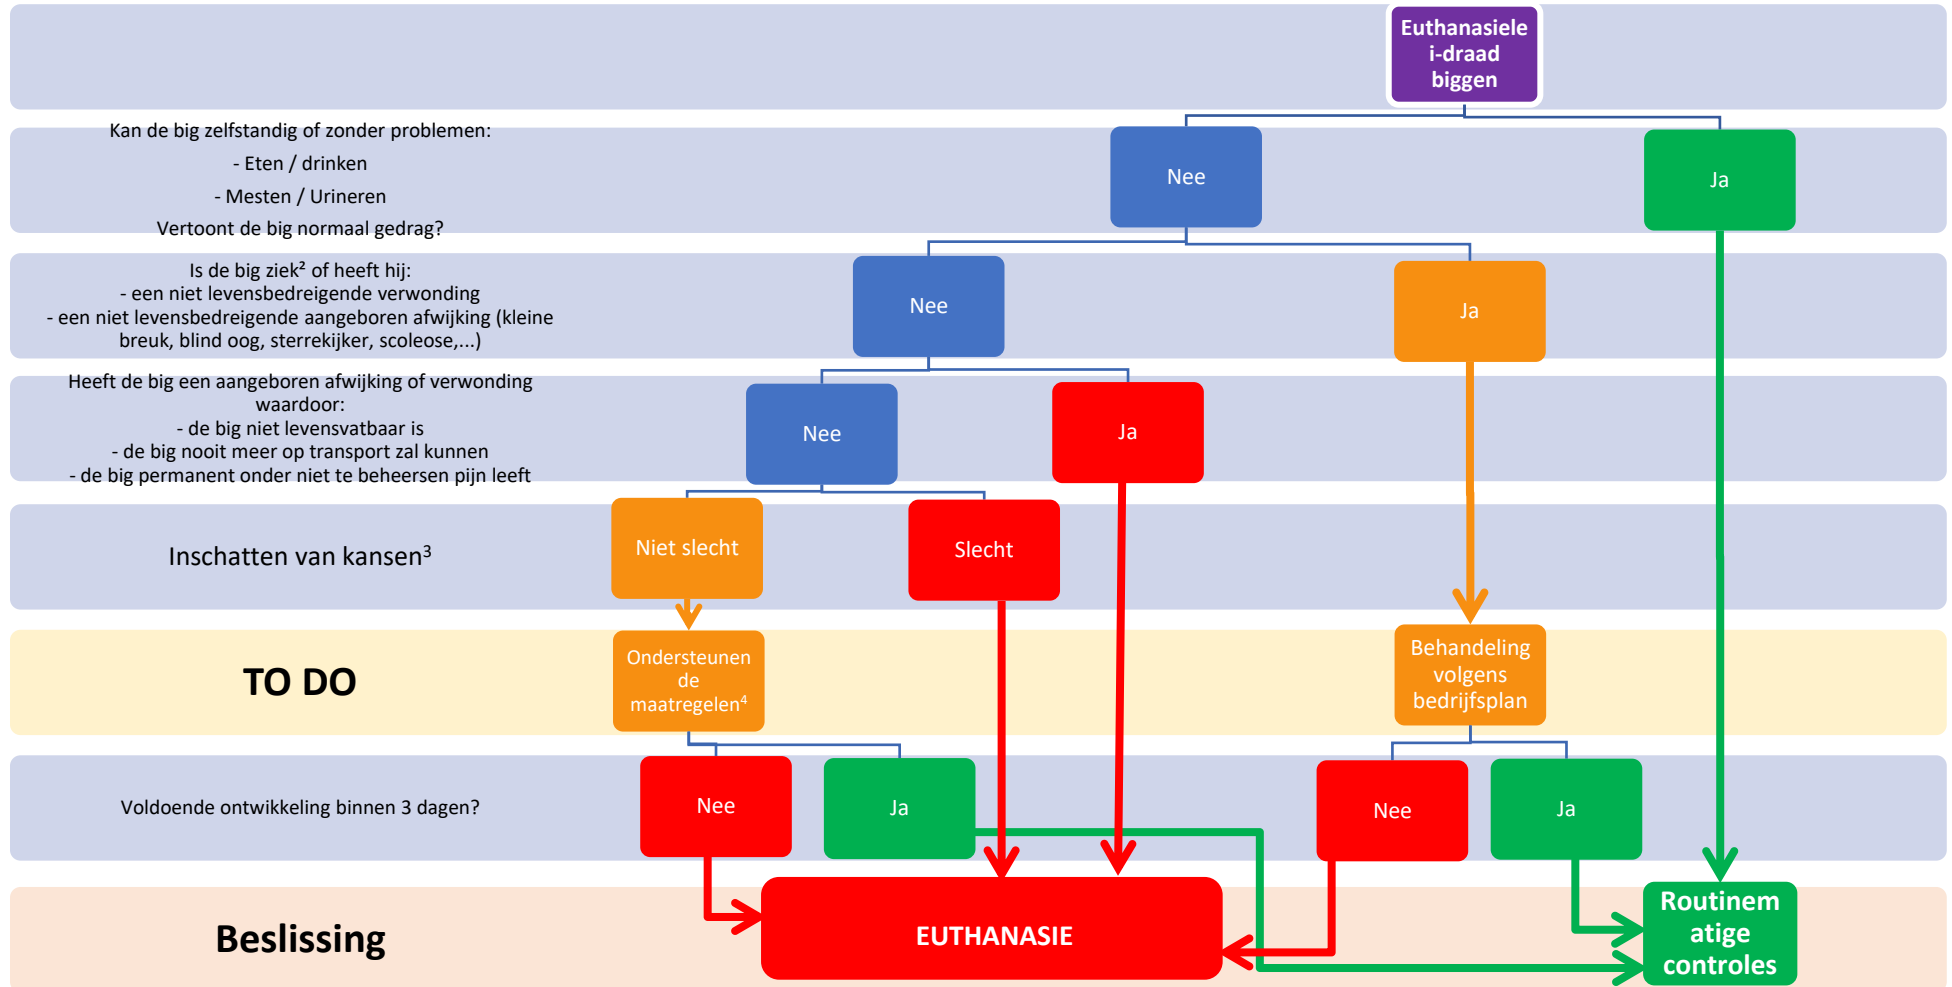 Euthanasiele
i-draad
biggen
Kan de big zelfstandig of zonder problemen:
- Eten / drinken
- Mesten / Urineren
Vertoont de big normaal gedrag?
Nee
Ja
Is de big ziek² of heeft hij:
- een niet levensbedreigende verwonding
- een niet levensbedreigende aangeboren afwijking (kleine
breuk, blind oog, sterrekijker, scoleose,...)
Nee
Ja
Heeft de big een aangeboren afwijking of verwonding
waardoor:
- de big niet levensvatbaar is
- de big nooit meer op transport zal kunnen
- de big permanent onder niet te beheersen pijn leeft
Nee
Ja
Inschatten van kansen³
Niet slecht
Slecht
TO DO
Ondersteunen
de
maatregelen⁴
Behandeling
volgens
bedrijfsplan
Voldoende ontwikkeling binnen 3 dagen?
Nee
Ja
Nee
Ja
Beslissing
EUTHANASIE
Routinem
atige
controles